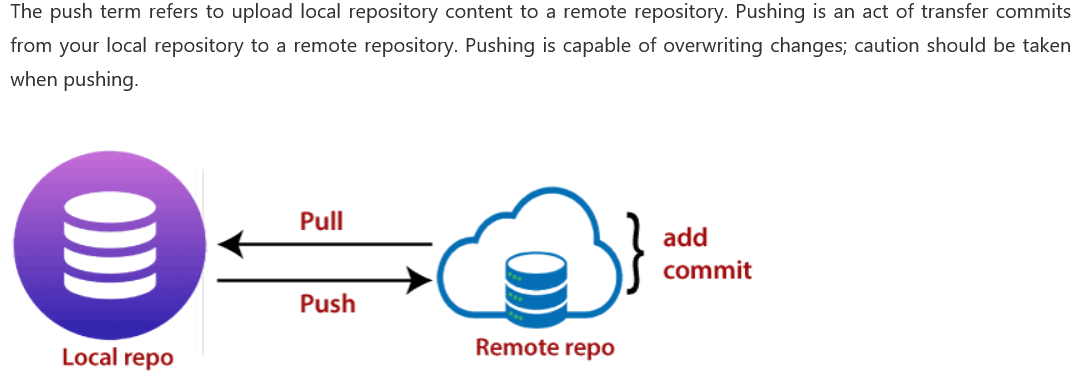 The push term refers to upload local repository content to a remote repository. Pushing is an act of transfer commits
from your local repository to a remote repository. Pushing is capable of overwriting changes; caution should be taken
when pushing.
Pull
add
commit
Push
Remote repo
Local repo